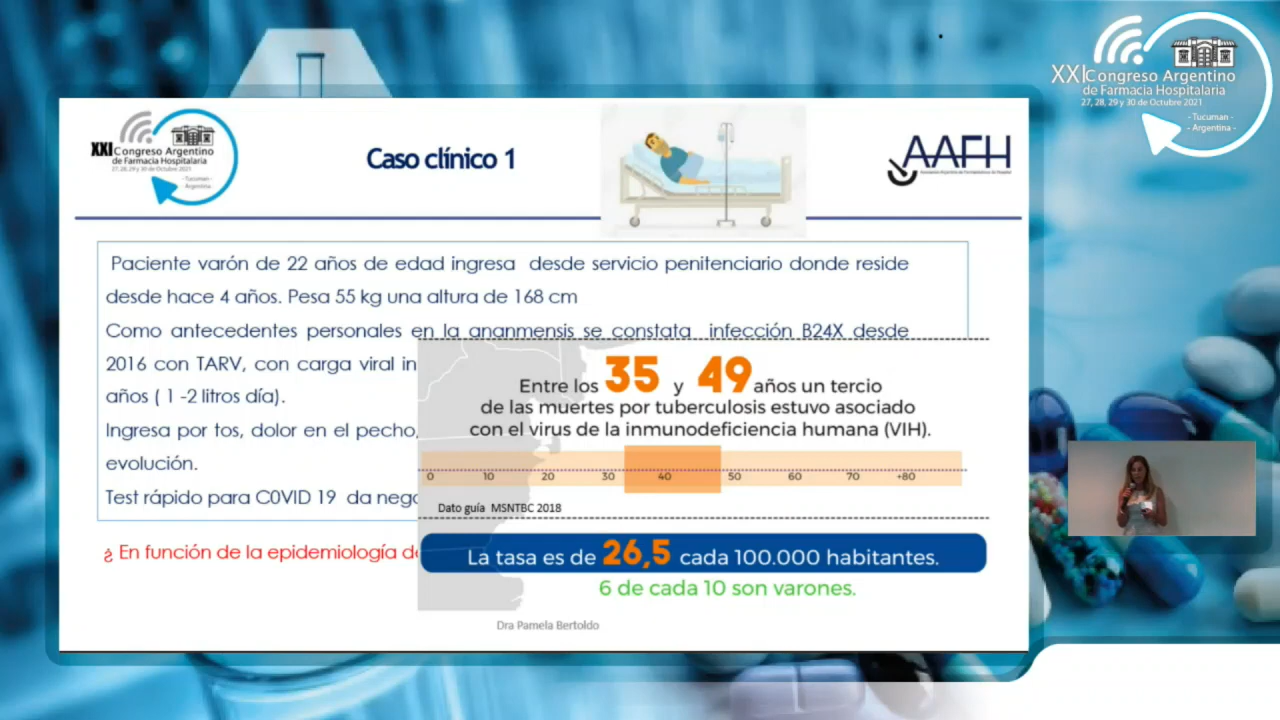 XXI Congreso Argentino
de Farmacia Hospitalaria
27, 28, 29 y 30 de Octubre 2021
- Tucuman -
- Argentina -
XXI Congreso Argentino
de Farmacia Hospitalaria
27, 28, 29 y 30 de Octubre 2021
- Tucuman -
Argentina -
Caso clínico 1
AAFH
Paciente varón de 22 años de edad ingresa desde servicio penitenciario donde reside
desde hace 4 años. Pesa 55 kg una altura de 168 cm
Como antecedentes personales en la ananmensis se constata infección B24X desde
2016 con TARV, con carga viral in
años ( 1 -2 litros día).
Ingresa por tos, dolor en el pecho,
evolución.
Test rápido para C0VID 19 da nega
¿ En función de la epidemiología de
Entre los 35 y 49 años un tercio
de las muertes por tuberculosis estuvo asociado
con el virus de la inmunodeficiencia humana (VIH).
0 10 20 30 40 50 60 70 +80
Dato guía MSNTBC 2018
La tasa es de 26,5 cada 100.000 habitantes.
6 de cada 10 son varones.
Dra Pamela Bertoldo